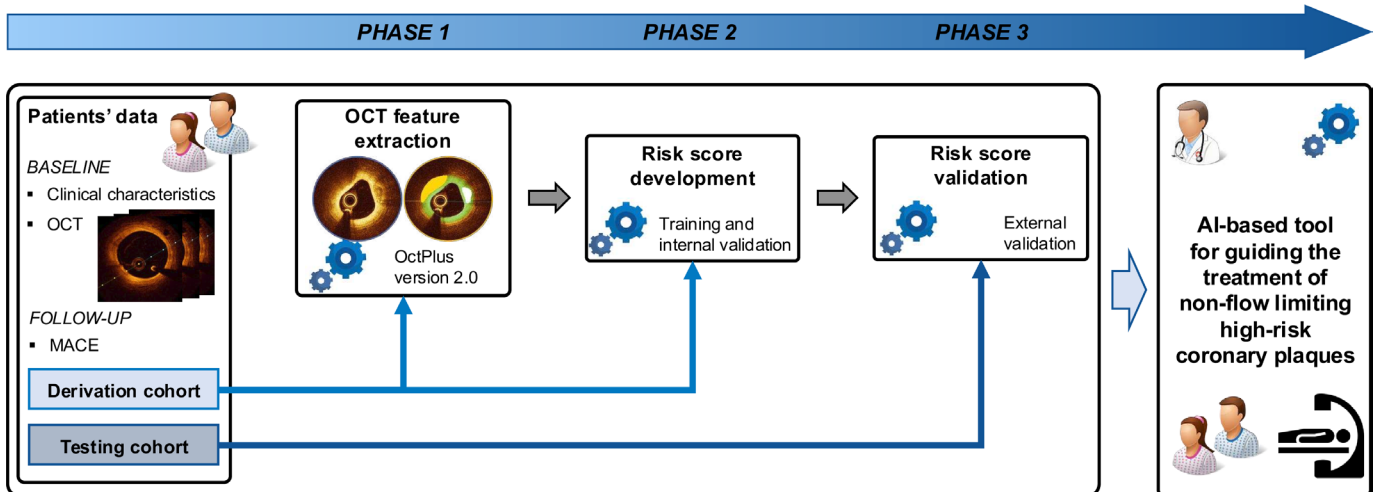 PHASE 1
PHASE 2
PHASE 3
Patients' data
BASELINE
▪ Clinical characteristics
▪ OCT
FOLLOW-UP
▪ MACE
Derivation cohort
Testing cohort
OCT feature
extraction
OctPlus
version 2.0
Risk score
development
Training and
internal validation
Risk score
validation
External
validation
AI-based tool
for guiding the
treatment of
non-flow limiting
high-risk
coronary plaques